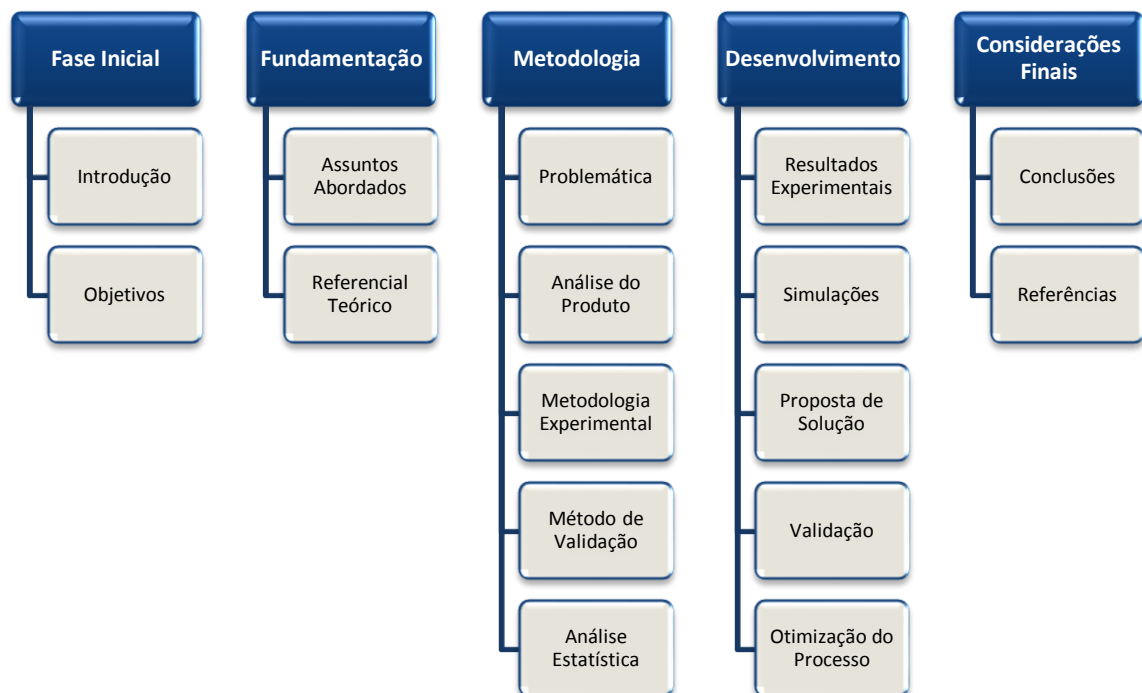 Fase Inicial
Introdução
Objetivos
Fundamentação
Assuntos
Abordados
Referencial
Teórico
Metodologia
Problemática
Análise do
Produto
Metodologia
Experimental
Método de
Validação
Análise
Estatística
Desenvolvimento
Resultados
Experimentais
Simulações
Proposta de
Solução
Validação
Otimização do
Processo
Considerações
Finais
Conclusões
Referências